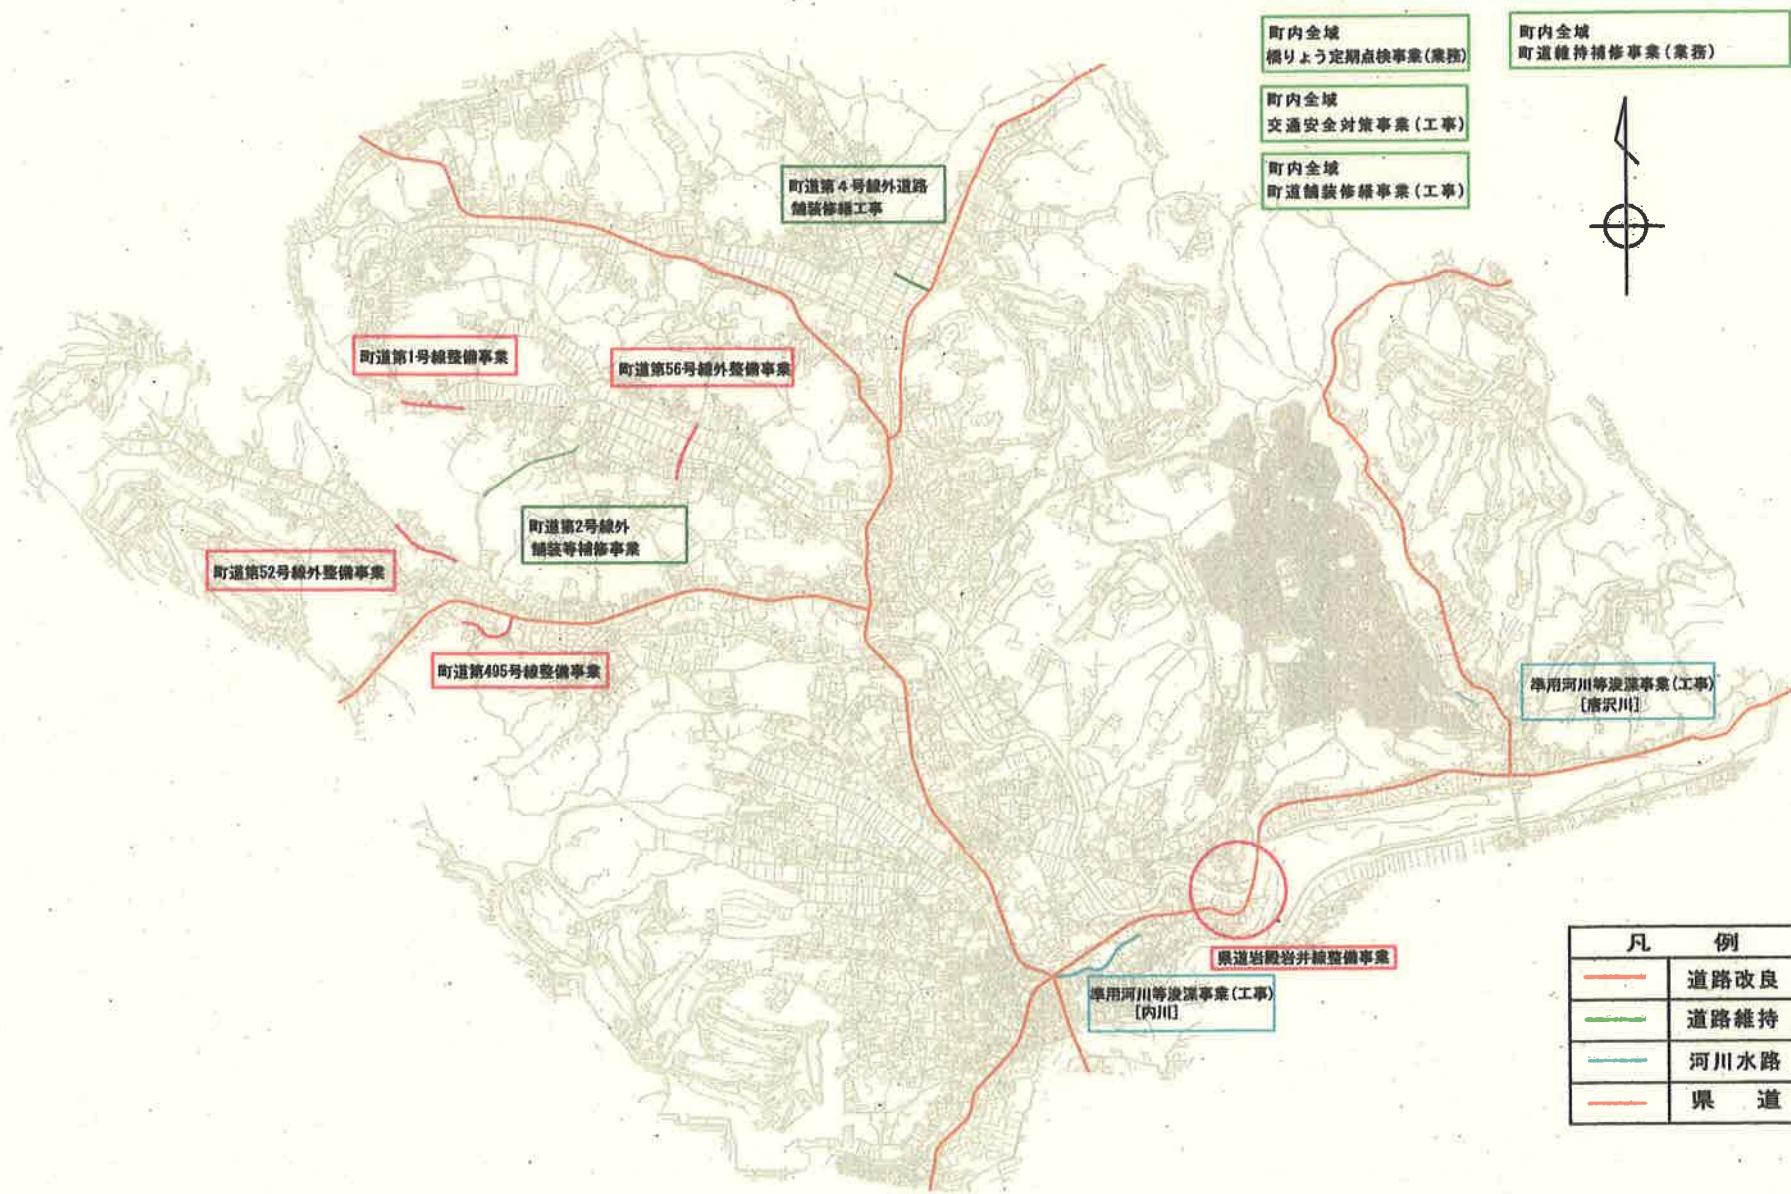 町内全域
橋りょう定期点検事業(業務)
町内全域
町道維持補修事業(業務)
町内全域
交通安全対策事業(工事)
町内全域
町道舗装修繕事業(工事)
町道第4号線外道路
舗装修繕工事
町道第1号線整備事業
町道第56号線外整備事業
町道第2号線外
舗装等補修事業
町道第52号線外整備事業
町道第495号線整備事業
準用河川等浚渫事業(工事)
[唐沢川]
県道岩殿岩井線整備事業
準用河川等浚渫事業(工事)
[内川]
凡 例
道路改良
道路維持
河川水路
県 道